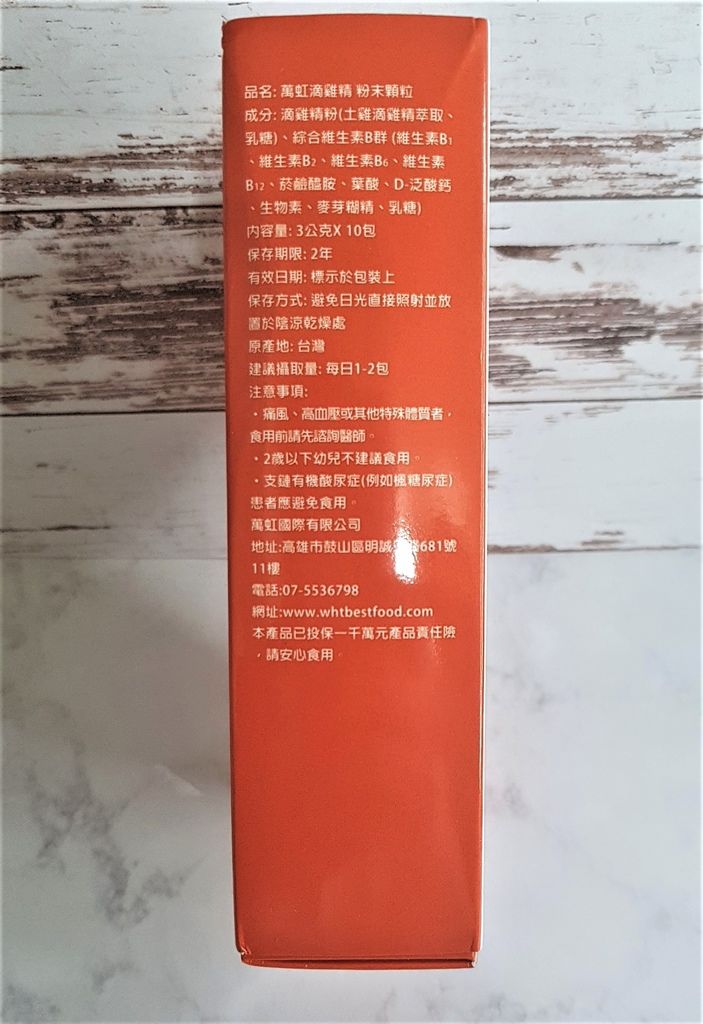 品名: 萬虹滴雞精 粉末顆粒
成分: 滴雞精粉(土雞滴雞精萃取、
乳糖)、綜合維生素B群 (維生素B₁
、維生素B₂、維生素B₆、維生素
B₁₂、菸鹼醯胺、葉酸、D-泛酸鈣
、生物素、麥芽糊精、乳糖)
內容量: 3公克X 10包
保存期限: 2年
有效日期: 標示於包裝上
保存方式: 避免日光直接照射並放
置於陰涼乾燥處
原產地: 台灣
建議攝取量: 每日1-2包
注意事項:
・痛風、高血壓或其他特殊體質者，
食用前請先諮詢醫師。
・2歲以下幼兒不建議食用。
・支鏈有機酸尿症(例如楓糖尿症)
患者應避免食用。
萬虹國際有限公司
地址:高雄市鼓山區明誠 681號
11樓
電話:07-5536798
網址:www.whtbestfood.com
本產品已投保一千萬元產品責任險
，請安心食用。